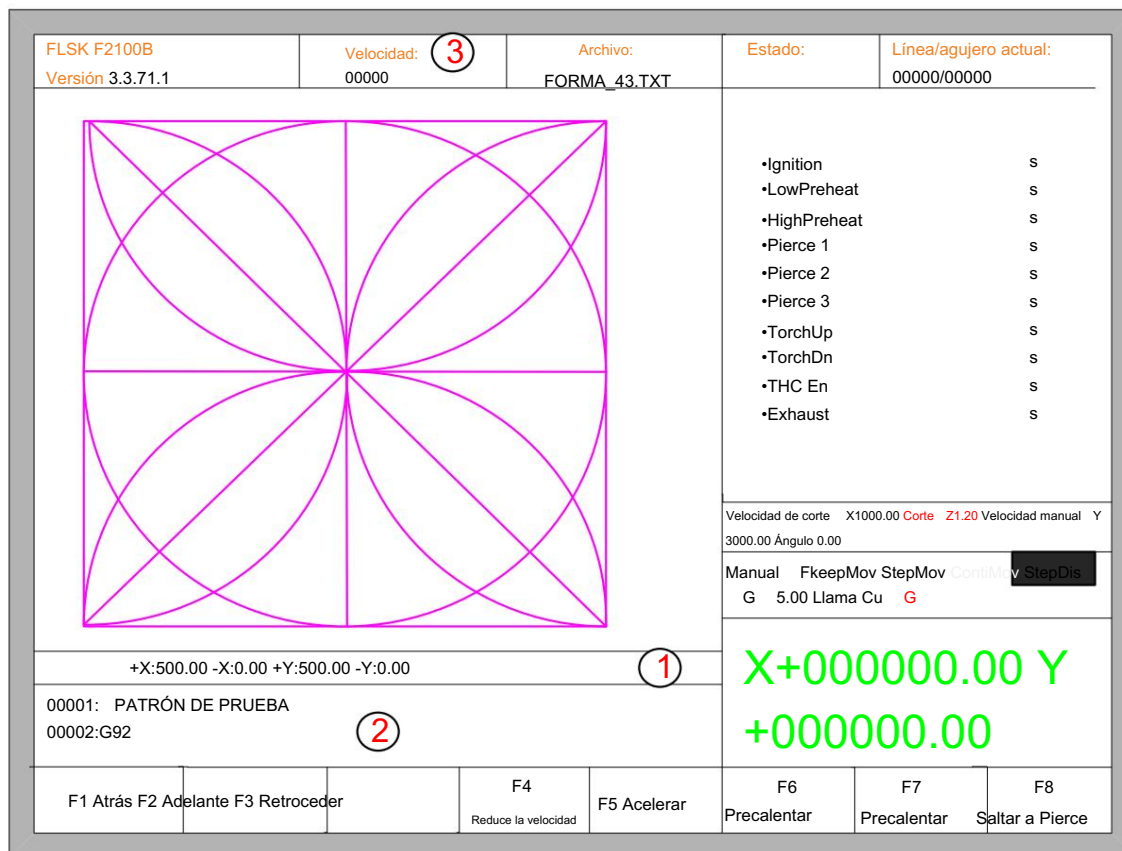 FLSK F2100B
Versión 3.3.71.1
Velocidad:
00000
3
Archivo:
FORMA_43.TXT
Estado:
Línea/agujero actual:
00000/00000
•Ignition s
•LowPreheat s
•HighPreheat s
•Pierce 1 s
•Pierce 2 s
•Pierce 3 s
•TorchUp s
•TorchDn s
•THC En s
•Exhaust s
Velocidad de corte X1000.00 Corte Z1.20 Velocidad manual Y
3000.00 Ángulo 0.00
Manual FkeepMov StepMov ContiMov StepDis
G 5.00 Llama Cu G
+X:500.00 -X:0.00 +Y:500.00 -Y:0.00
1
X+000000.00 Y
+000000.00
00001: PATRÓN DE PRUEBA
00002:G92
2
F1 Atrás F2 Adelante F3 Retroceder
F4
Reduce la velocidad
F5 Acelerar
F6
Precalentar
F7
Precalentar
F8
Saltar a Pierce